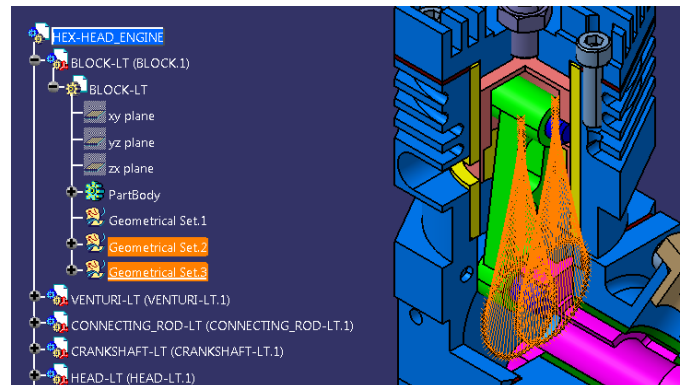 HEX-HEAD_ENGINE
BLOCK-LT (BLOCK.1)
BLOCK-LT
xy plane
yz plane
zx plane
PartBody
Geometrical Set.1
Geometrical Set.2
Geometrical Set.3
VENTURI-LT (VENTURI-LT.1)
CONNECTING_ROD-LT (CONNECTING_ROD-LT.1)
CRANKSHAFT-LT (CRANKSHAFT-LT.1)
HEAD-LT (HEAD-LT.1)